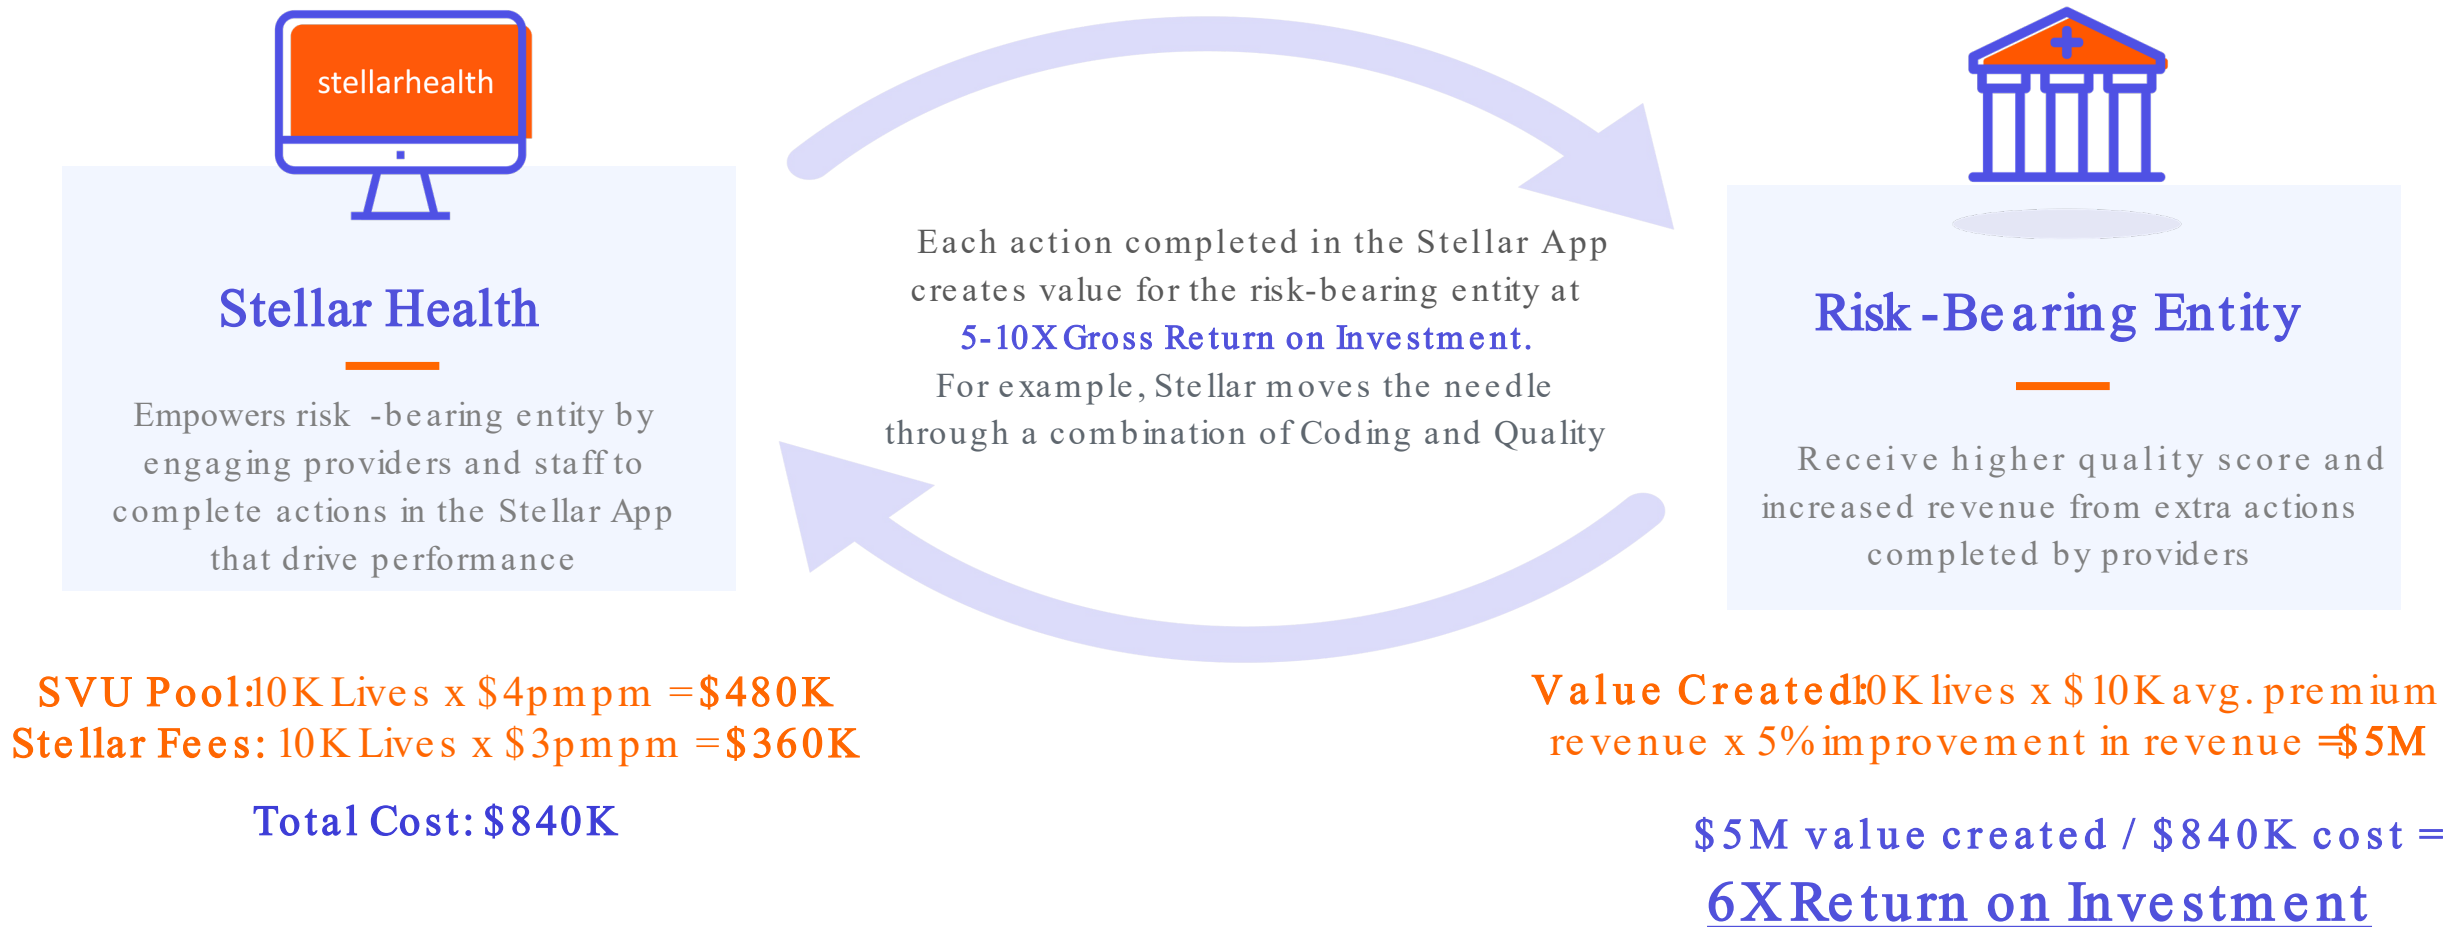 stellarhealth
Stellar Health
Empowers risk -bearing entity by
engaging providers and staff to
complete actions in the Stellar App
that drive performance
SVU Pool: 10K Lives x $4pmpm = $480K
Stellar Fees: 10K Lives x $3pmpm = $360K
Total Cost: $840K
Each action completed in the Stellar App
creates value for the risk-bearing entity at
5-10X Gross Return on Investment.
For example, Stellar moves the needle
through a combination of Coding and Quality
Risk-Bearing Entity
Receive higher quality score and
increased revenue from extra actions
completed by providers
Value Created: 10K lives x $10K avg. premium
revenue x 5% improvement in revenue = $5M
$5M value created / $840K cost =
6X Return on Investment